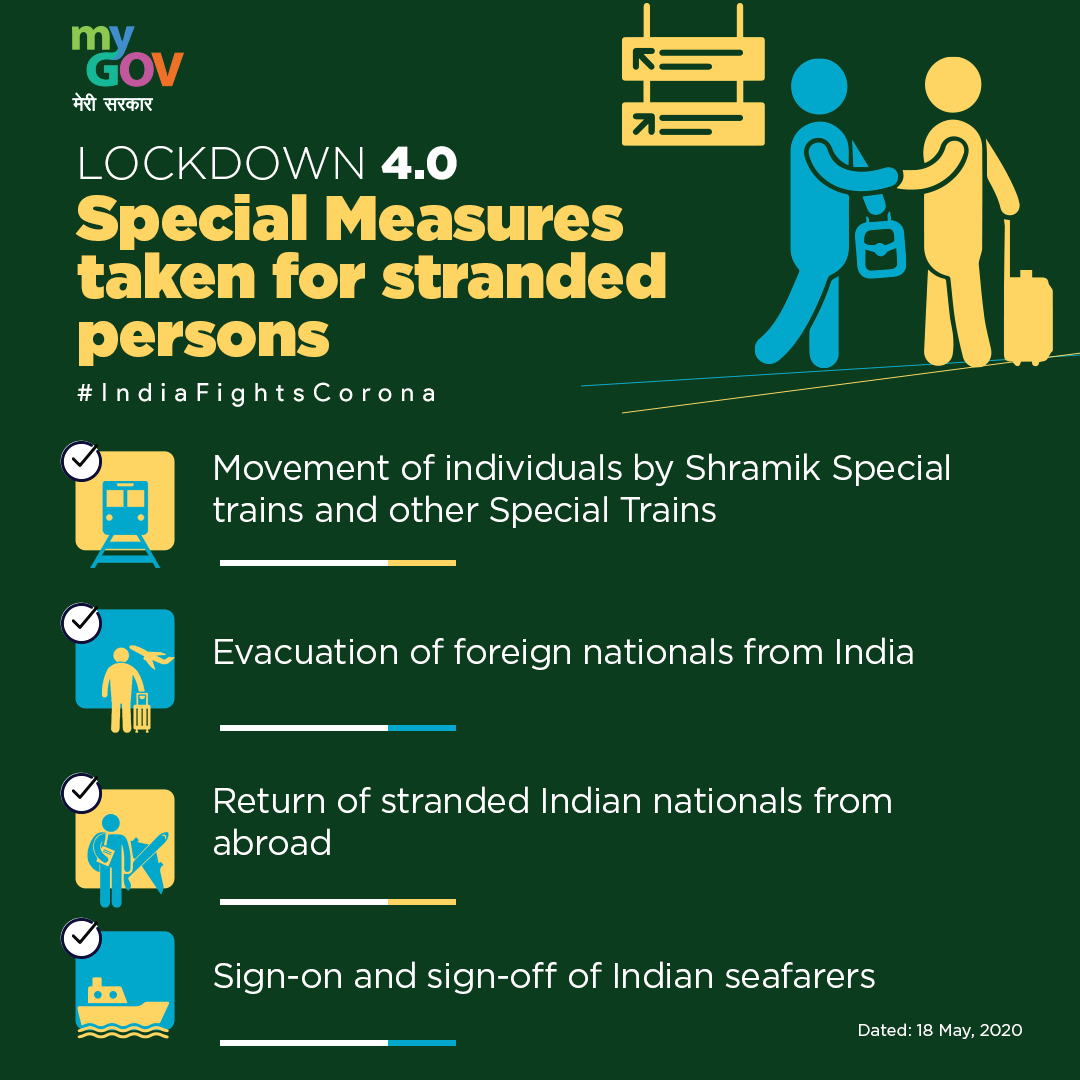 my
GOV
मेरी सरकार
LOCKDOWN 4.0
Special Measures
taken for stranded
persons
#IndiaFightsCorona
Movement of individuals by Shramik Special
trains and other Special Trains
Evacuation of foreign nationals from India
Return of stranded Indian nationals from
abroad
Sign-on and sign-off of Indian seafarers
Dated: 18 May, 2020